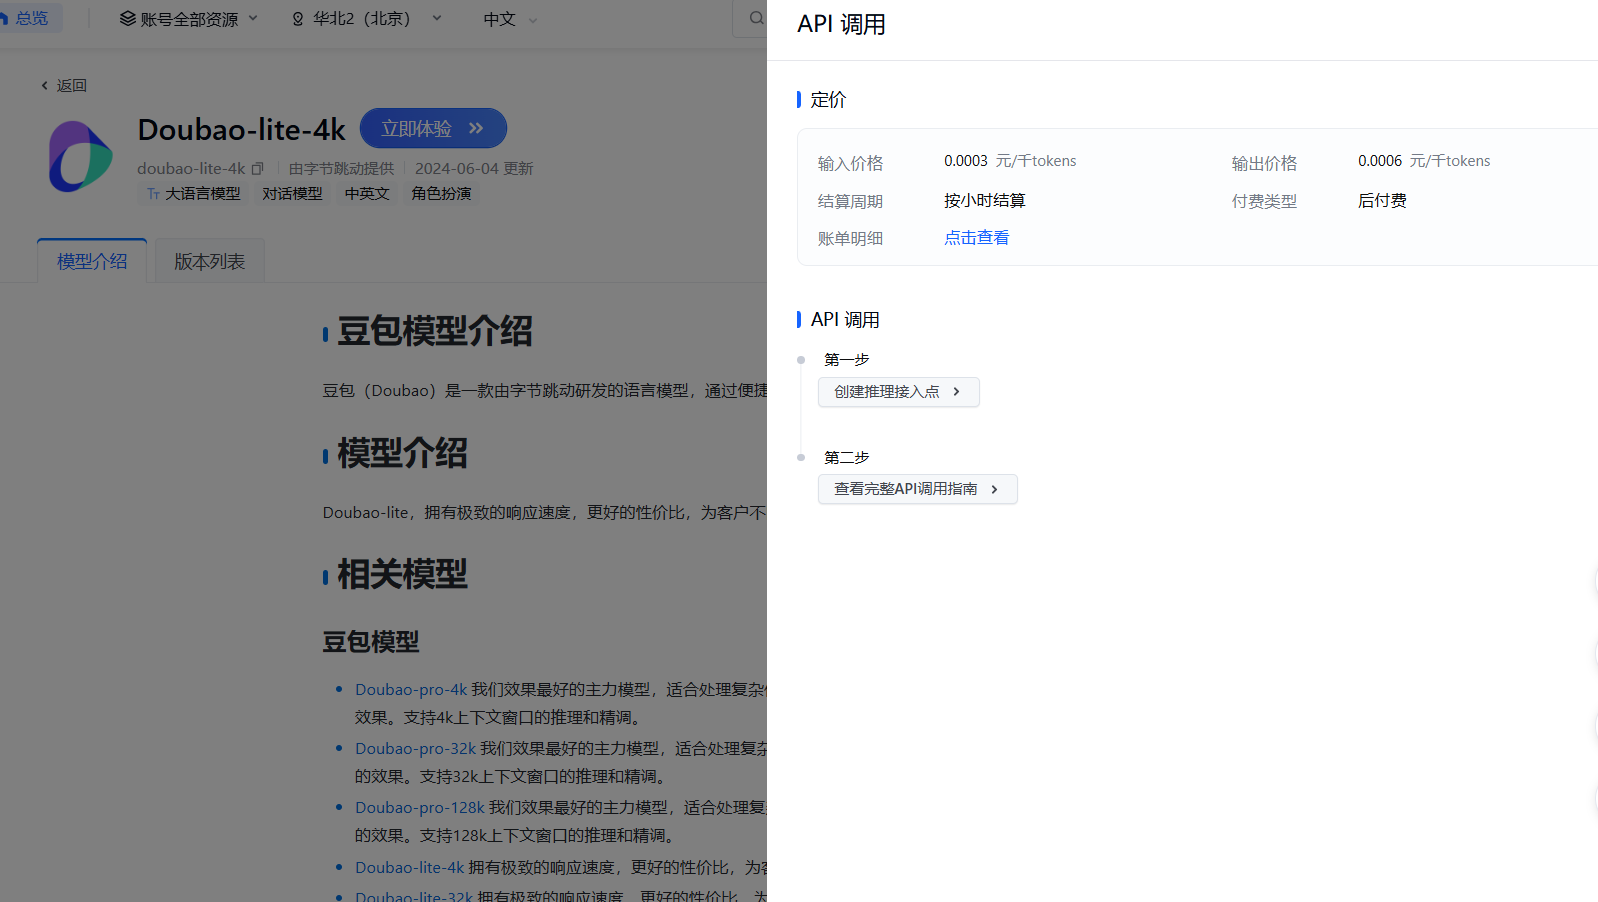 总览
账号全部资源
华北2（北京）
中文
返回
Doubao-lite-4k
立即体验
doubao-lite-4k
由字节跳动提供
2024-06-04 更新
Tт 大语言模型
对话模型
中英文
角色扮演
模型介绍
版本列表
豆包模型介绍
豆包（Doubao）是一款由字节跳动研发的语言模型，通过便捷
模型介绍
Doubao-lite，拥有极致的响应速度，更好的性价比，为客户不
相关模型
豆包模型
Doubao-pro-4k 我们效果最好的主力模型，适合处理复杂
效果。支持4k上下文窗口的推理和精调。
Doubao-pro-32k 我们效果最好的主力模型，适合处理复杂
的效果。支持32k上下文窗口的推理和精调。
Doubao-pro-128k 我们效果最好的主力模型，适合处理复
的效果。支持128k上下文窗口的推理和精调。
Doubao-lite-4k 拥有极致的响应速度，更好的性价比，为
Doubao-lite-32k 拥有极致的响应速度，更好的性价比，为
API 调用
定价
输入价格
0.0003 元/千tokens
输出价格
0.0006 元/千tokens
结算周期
按小时结算
付费类型
后付费
账单明细
点击查看
API 调用
第一步
创建推理接入点
第二步
查看完整API调用指南